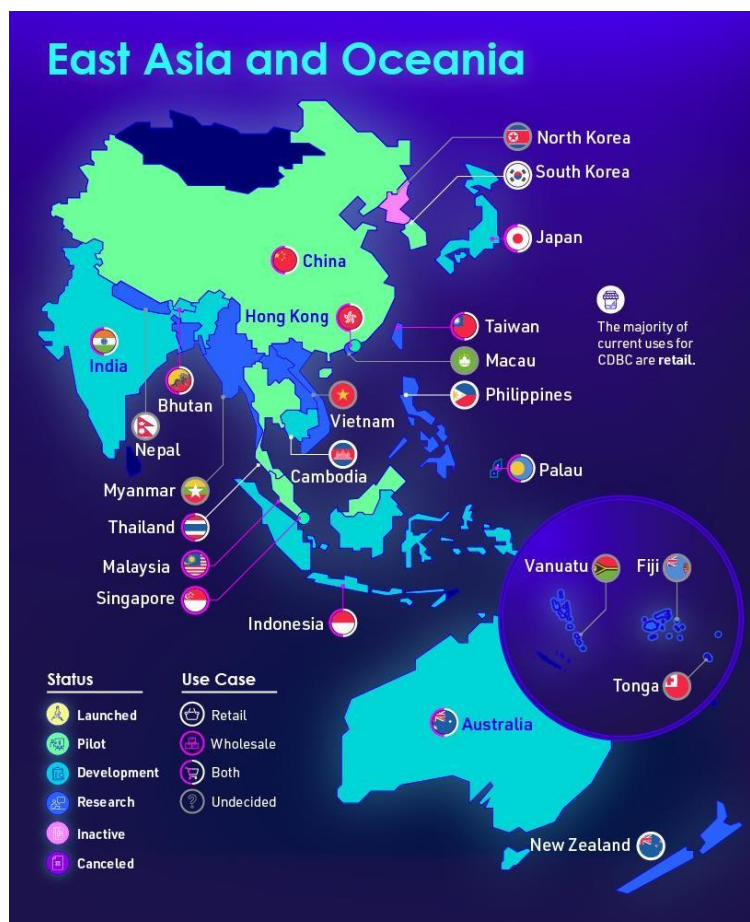 East Asia and Oceania
North Korea
South Korea
Japan
China
Hong Kong
Taiwan
The majority of
current uses for
CDBC are retail.
Macau
India
Philippines
Bhutan
Vietnam
Nepal
Cambodia
Palau
Myanmar
Thailand
Malaysia
Vanuatu
Fiji
Singapore
Indonesia
Tonga
Status
Launched
Pilot
Development
Research
Inactive
Canceled
Use Case
Retail
Wholesale
Both
? Undecided
Australia
New Zealand